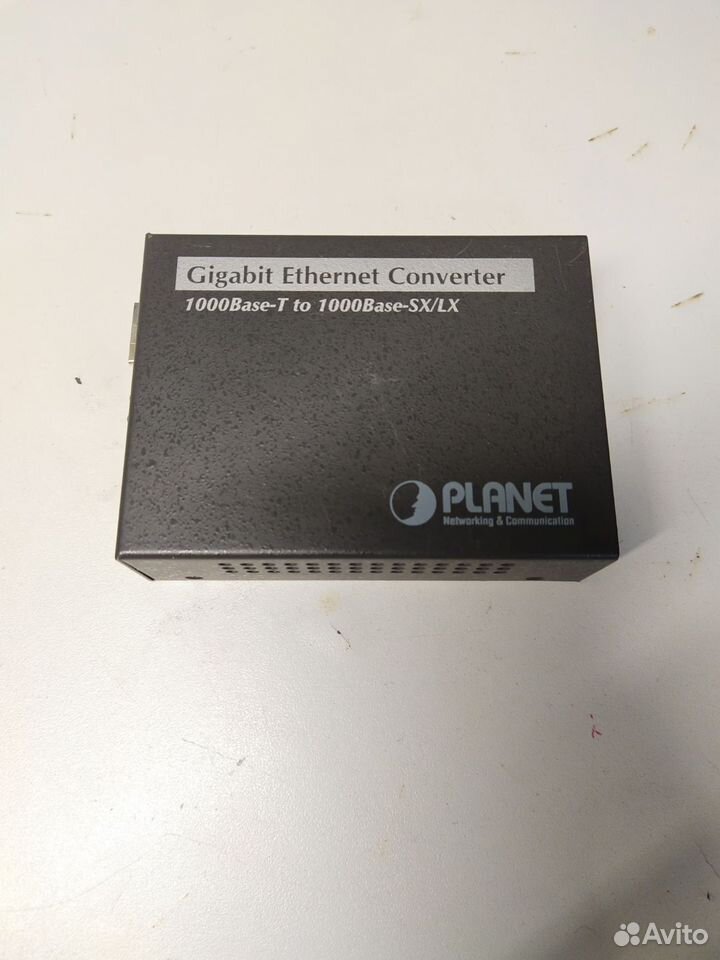 Gigabit Ethernet Converter
1000Base-T to 1000Base-SX/LX
PLANET
Networking & Communication
Avito